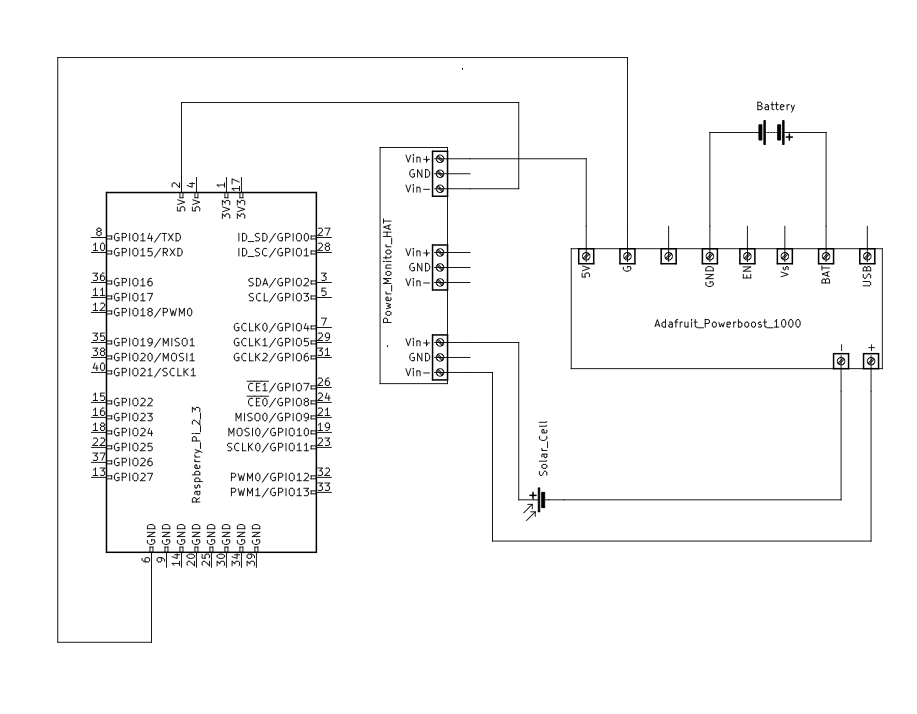 Battery
+
2
4
1
17
5V
5V
3V3
3V3
8 GPIO14/TXD
10 GPIO15/RXD
36 GPIO16
11 GPIO17
12 GPIO18/PWM0
35 GPIO19/MISO1
38 GPIO20/MOSI1
40 GPIO21/SCLK1
15 GPIO22
16 GPIO23
18 GPIO24
22 GPIO25
37 GPIO26
13 GPIO27
ID_SD/GPIO0 27
ID_SC/GPIO1 28
SDA/GPIO2 3
SCL/GPIO3 5
GCLK0/GPIO4 7
GCLK1/GPIO5 29
GCLK2/GPIO6 31
CE1/GPIO7 26
CE0/GPIO8 24
MISO0/GPIO9 21
MOSI0/GPIO10 19
SCLK0/GPIO11 23
PWM0/GPIO12 32
PWM1/GPIO13 33
Raspberry_Pi_2_3
GND
GND
GND
GND
GND
GND
GND
GND
6
9
14
20
25
30
34
39
Power_Monitor_HAT
Vin+
GND
Vin−
Vin+
GND
Vin−
Vin+
GND
Vin−
5V
G
GND
EN
Vs
BAT
USB
Adafruit_Powerboost_1000
−
+
Solar_Cell
+